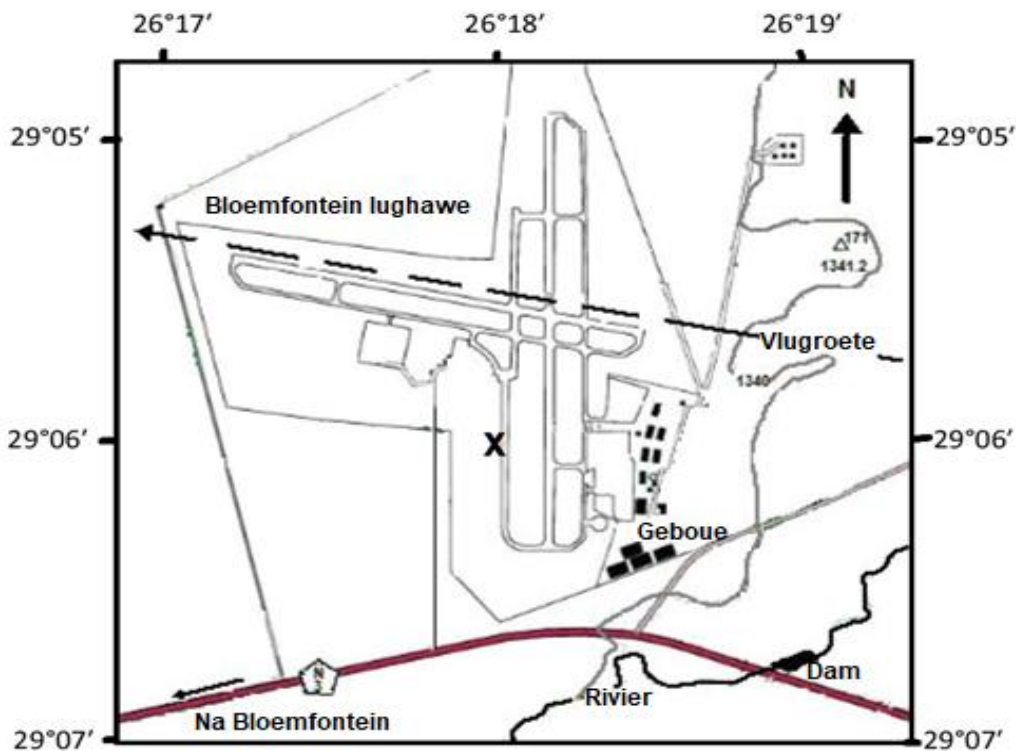 26°17′ 26°18′ 26°19′
N
29°05′ 29°05′
Bloemfontein lughawe
171
1341.2
Vlugroete
1340
29°06′ X 29°06′
Geboue
Dam
Rivier
Na Bloemfontein
29°07′ 29°07′